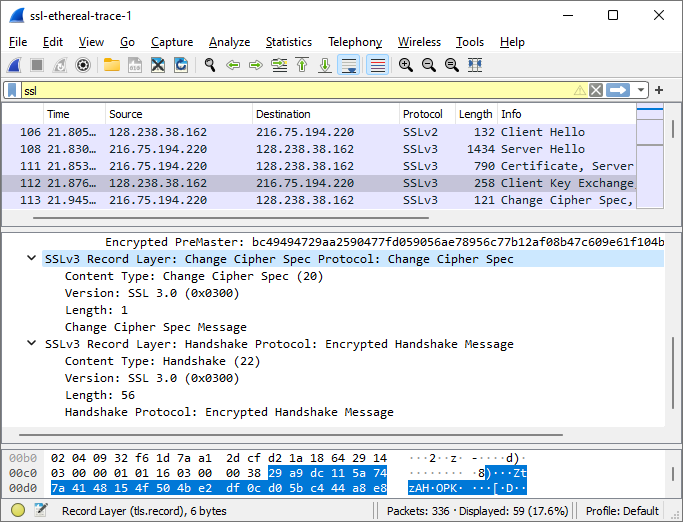 ssl-ethereal-trace-1
File Edit View Go Capture Analyze Statistics Telephony Wireless Tools Help
ssl
Time Source Destination Protocol Length Info
106 21.805… 128.238.38.162 216.75.194.220 SSLv2 132 Client Hello
108 21.830… 216.75.194.220 128.238.38.162 SSLv3 1434 Server Hello
111 21.853… 216.75.194.220 128.238.38.162 SSLv3 790 Certificate, Server
112 21.876… 128.238.38.162 216.75.194.220 SSLv3 258 Client Key Exchange,
113 21.945… 216.75.194.220 128.238.38.162 SSLv3 121 Change Cipher Spec,
Encrypted PreMaster: bc49494729aa2590477fd059056ae78956c77b12af08b47c609e61f104b
SSLv3 Record Layer: Change Cipher Spec Protocol: Change Cipher Spec
Content Type: Change Cipher Spec (20)
Version: SSL 3.0 (0x0300)
Length: 1
Change Cipher Spec Message
SSLv3 Record Layer: Handshake Protocol: Encrypted Handshake Message
Content Type: Handshake (22)
Version: SSL 3.0 (0x0300)
Length: 56
Handshake Protocol: Encrypted Handshake Message
00b0 02 04 09 32 f6 1d 7a a1 2d cf d2 1a 18 64 29 14 ···2··z· -····d)·
00c0 03 00 00 01 01 16 03 00 00 38 29 a9 dc 11 5a 74 ········ ·8)···Zt
00d0 7a 41 48 15 4f 50 4b e2 df 0c d0 5b c4 44 a8 e8 zAH·OPK· ···[·D··
Record Layer (tls.record), 6 bytes Packets: 336 · Displayed: 59 (17.6%) Profile: Default